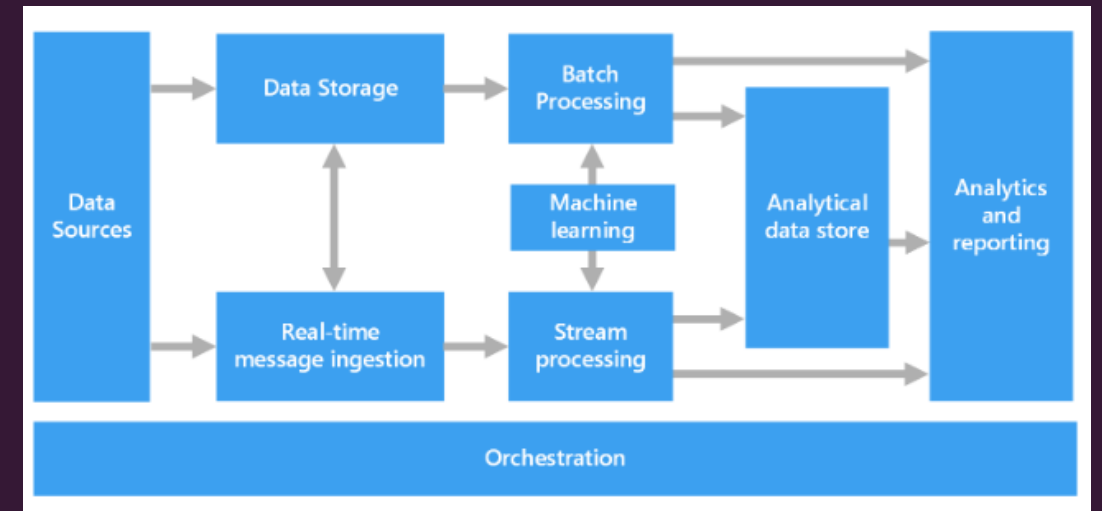 Data
Sources
Data Storage
Real-time
message ingestion
Batch
Processing
Machine
learning
Stream
processing
Analytical
data store
Analytics
and
reporting
Orchestration